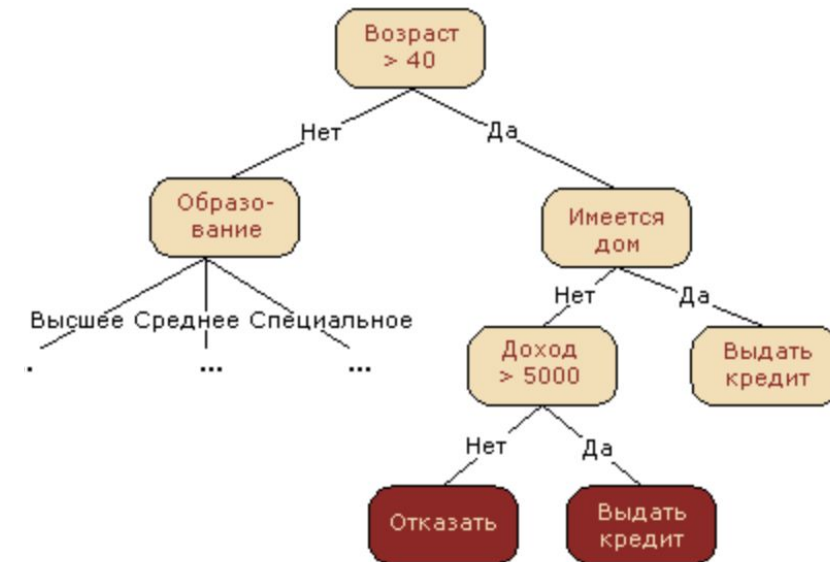 Возраст
> 40
Нет
Да
Образо-
вание
Имеется
дом
Высшее Среднее Специальное
. ... ...
Нет
Да
Доход
> 5000
Выдать
кредит
Нет
Да
Отказать
Выдать
кредит